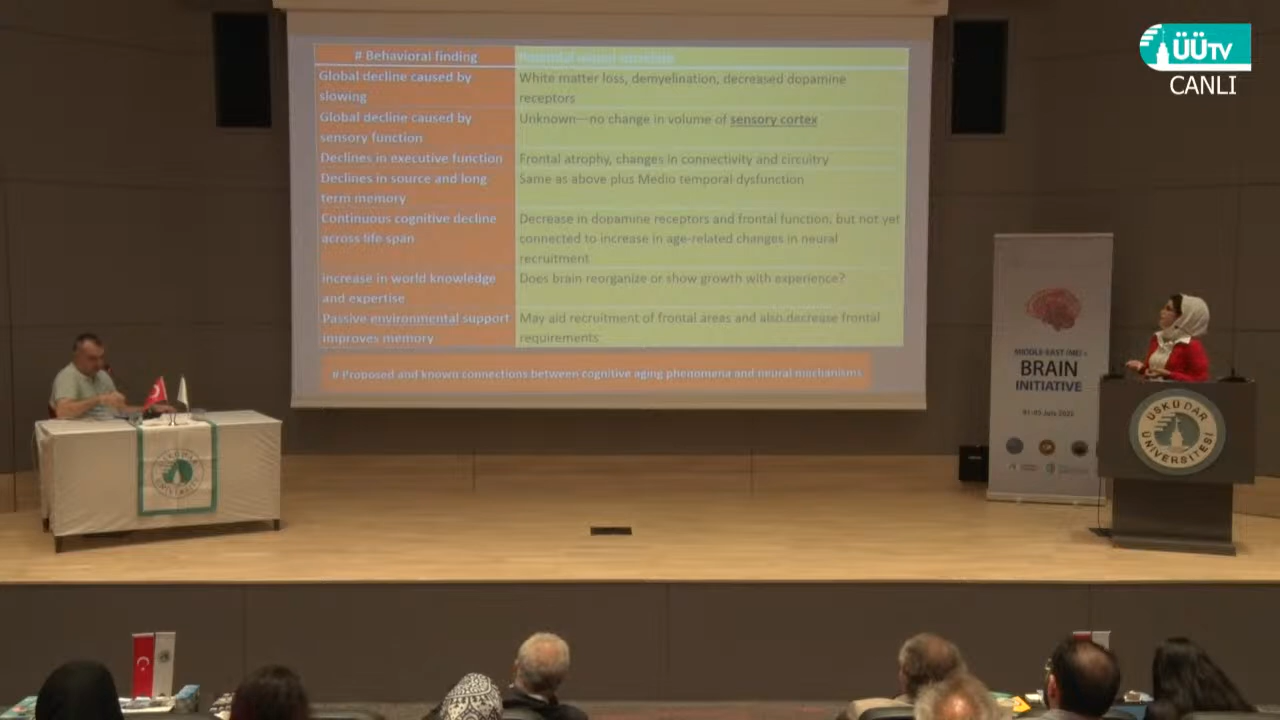 # Behavioral finding
Potential neural structure
Global decline caused by
slowing
White matter loss, demyelination, decreased dopamine
receptors
Global decline caused by
sensory function
Unknown—no change in volume of sensory cortex
Declines in executive function
Frontal atrophy, changes in connectivity and circuitry
Declines in source and long
term memory
Same as above plus Medio temporal dysfunction
Continuous cognitive decline
across life span
Decrease in dopamine receptors and frontal function, but not yet
connected to increase in age-related changes in neural
recruitment
increase in world knowledge
and expertise
Does brain reorganize or show growth with experience?
Passive environmental support
improves memory
May aid recruitment of frontal areas and also decrease frontal
requirements
# Proposed and known connections between cognitive aging phenomena and neural mechanisms
ÜÜTV
CANLI
MIDDLE EAST
BRAIN
INITIATIVE
ÜSKÜDAR
ÜNİVERSİTESİ
ÜSKÜDAR